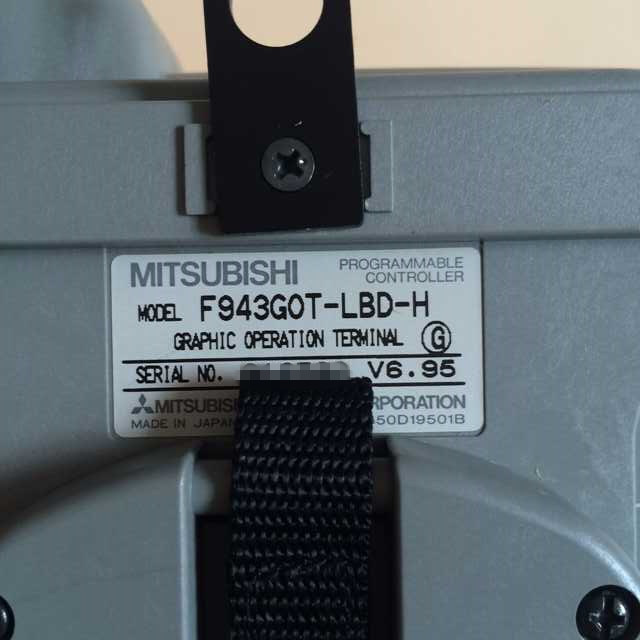 MITSUBISHI PROGRAMMABLE CONTROLLER
MODEL F943GOT-LBD-H
GRAPHIC OPERATION TERMINAL G
SERIAL NO. V6.95
MITSUBIS RPORATION
MADE IN JAPAN 50D19501B